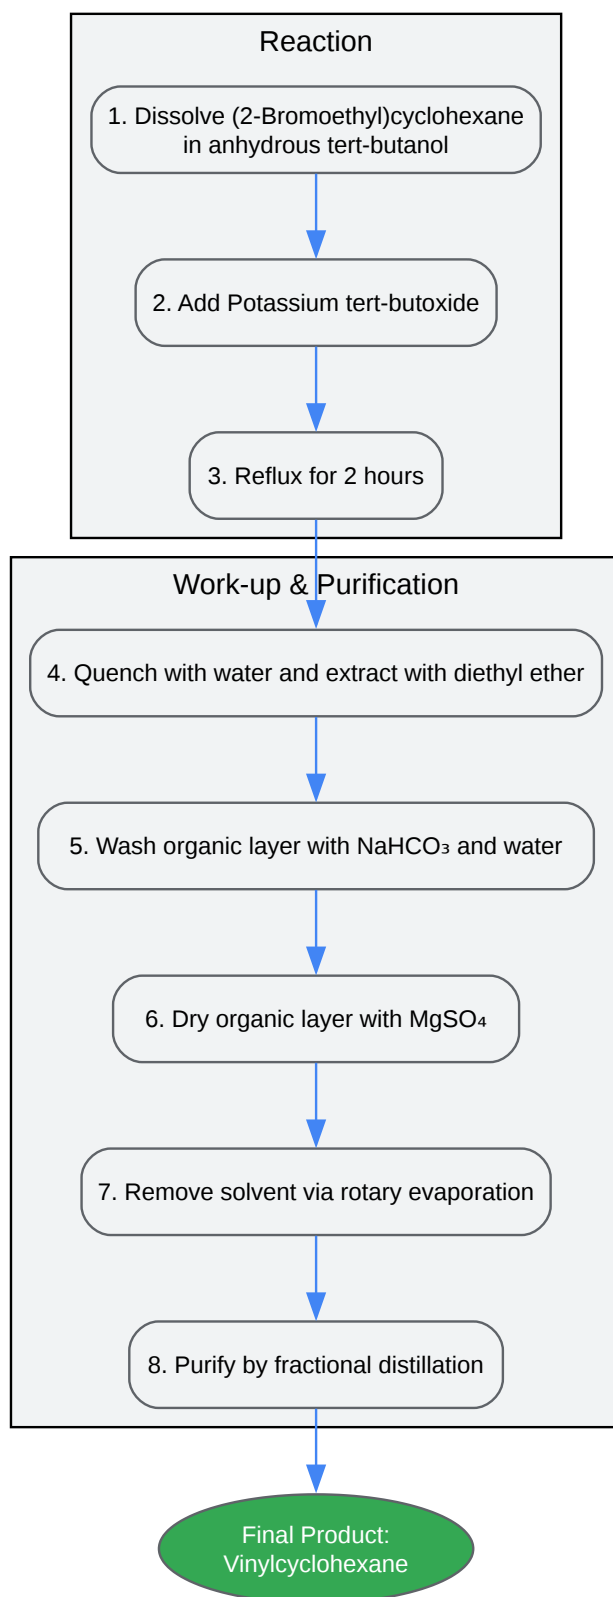 Reaction
1. Dissolve (2-Bromoethyl)cyclohexane
in anhydrous tert-butanol
2. Add Potassium tert-butoxide
3. Reflux for 2 hours
Work-up & Purification
4. Quench with water and extract with diethyl ether
5. Wash organic layer with NaHCO₃ and water
6. Dry organic layer with MgSO₄
7. Remove solvent via rotary evaporation
8. Purify by fractional distillation
Final Product:
Vinylcyclohexane